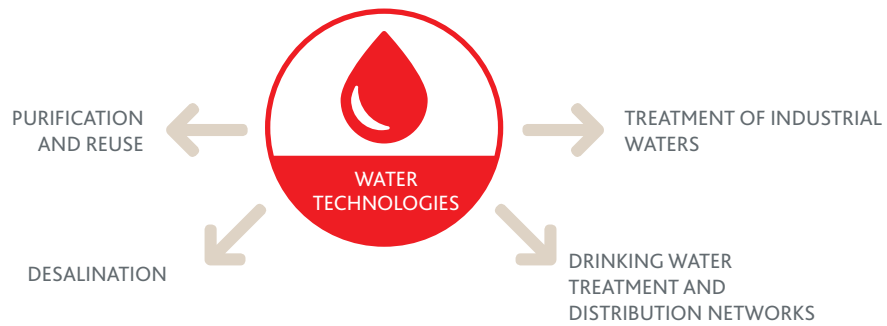 PURIFICATION
AND REUSE
WATER
TECHNOLOGIES
TREATMENT OF INDUSTRIAL
WATERS
DESALINATION
DRINKING WATER
TREATMENT AND
DISTRIBUTION NETWORKS